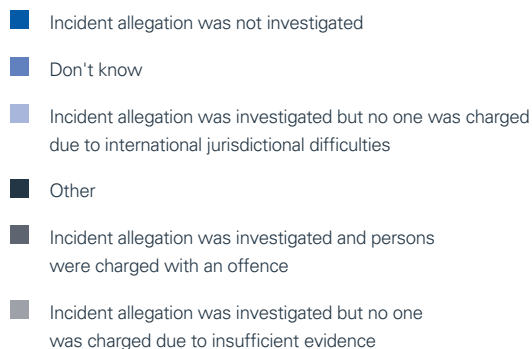 Incident allegation was not investigated
Don't know
Incident allegation was investigated but no one was charged
due to international jurisdictional difficulties
Other
Incident allegation was investigated and persons
were charged with an offence
Incident allegation was investigated but no one
was charged due to insufficient evidence